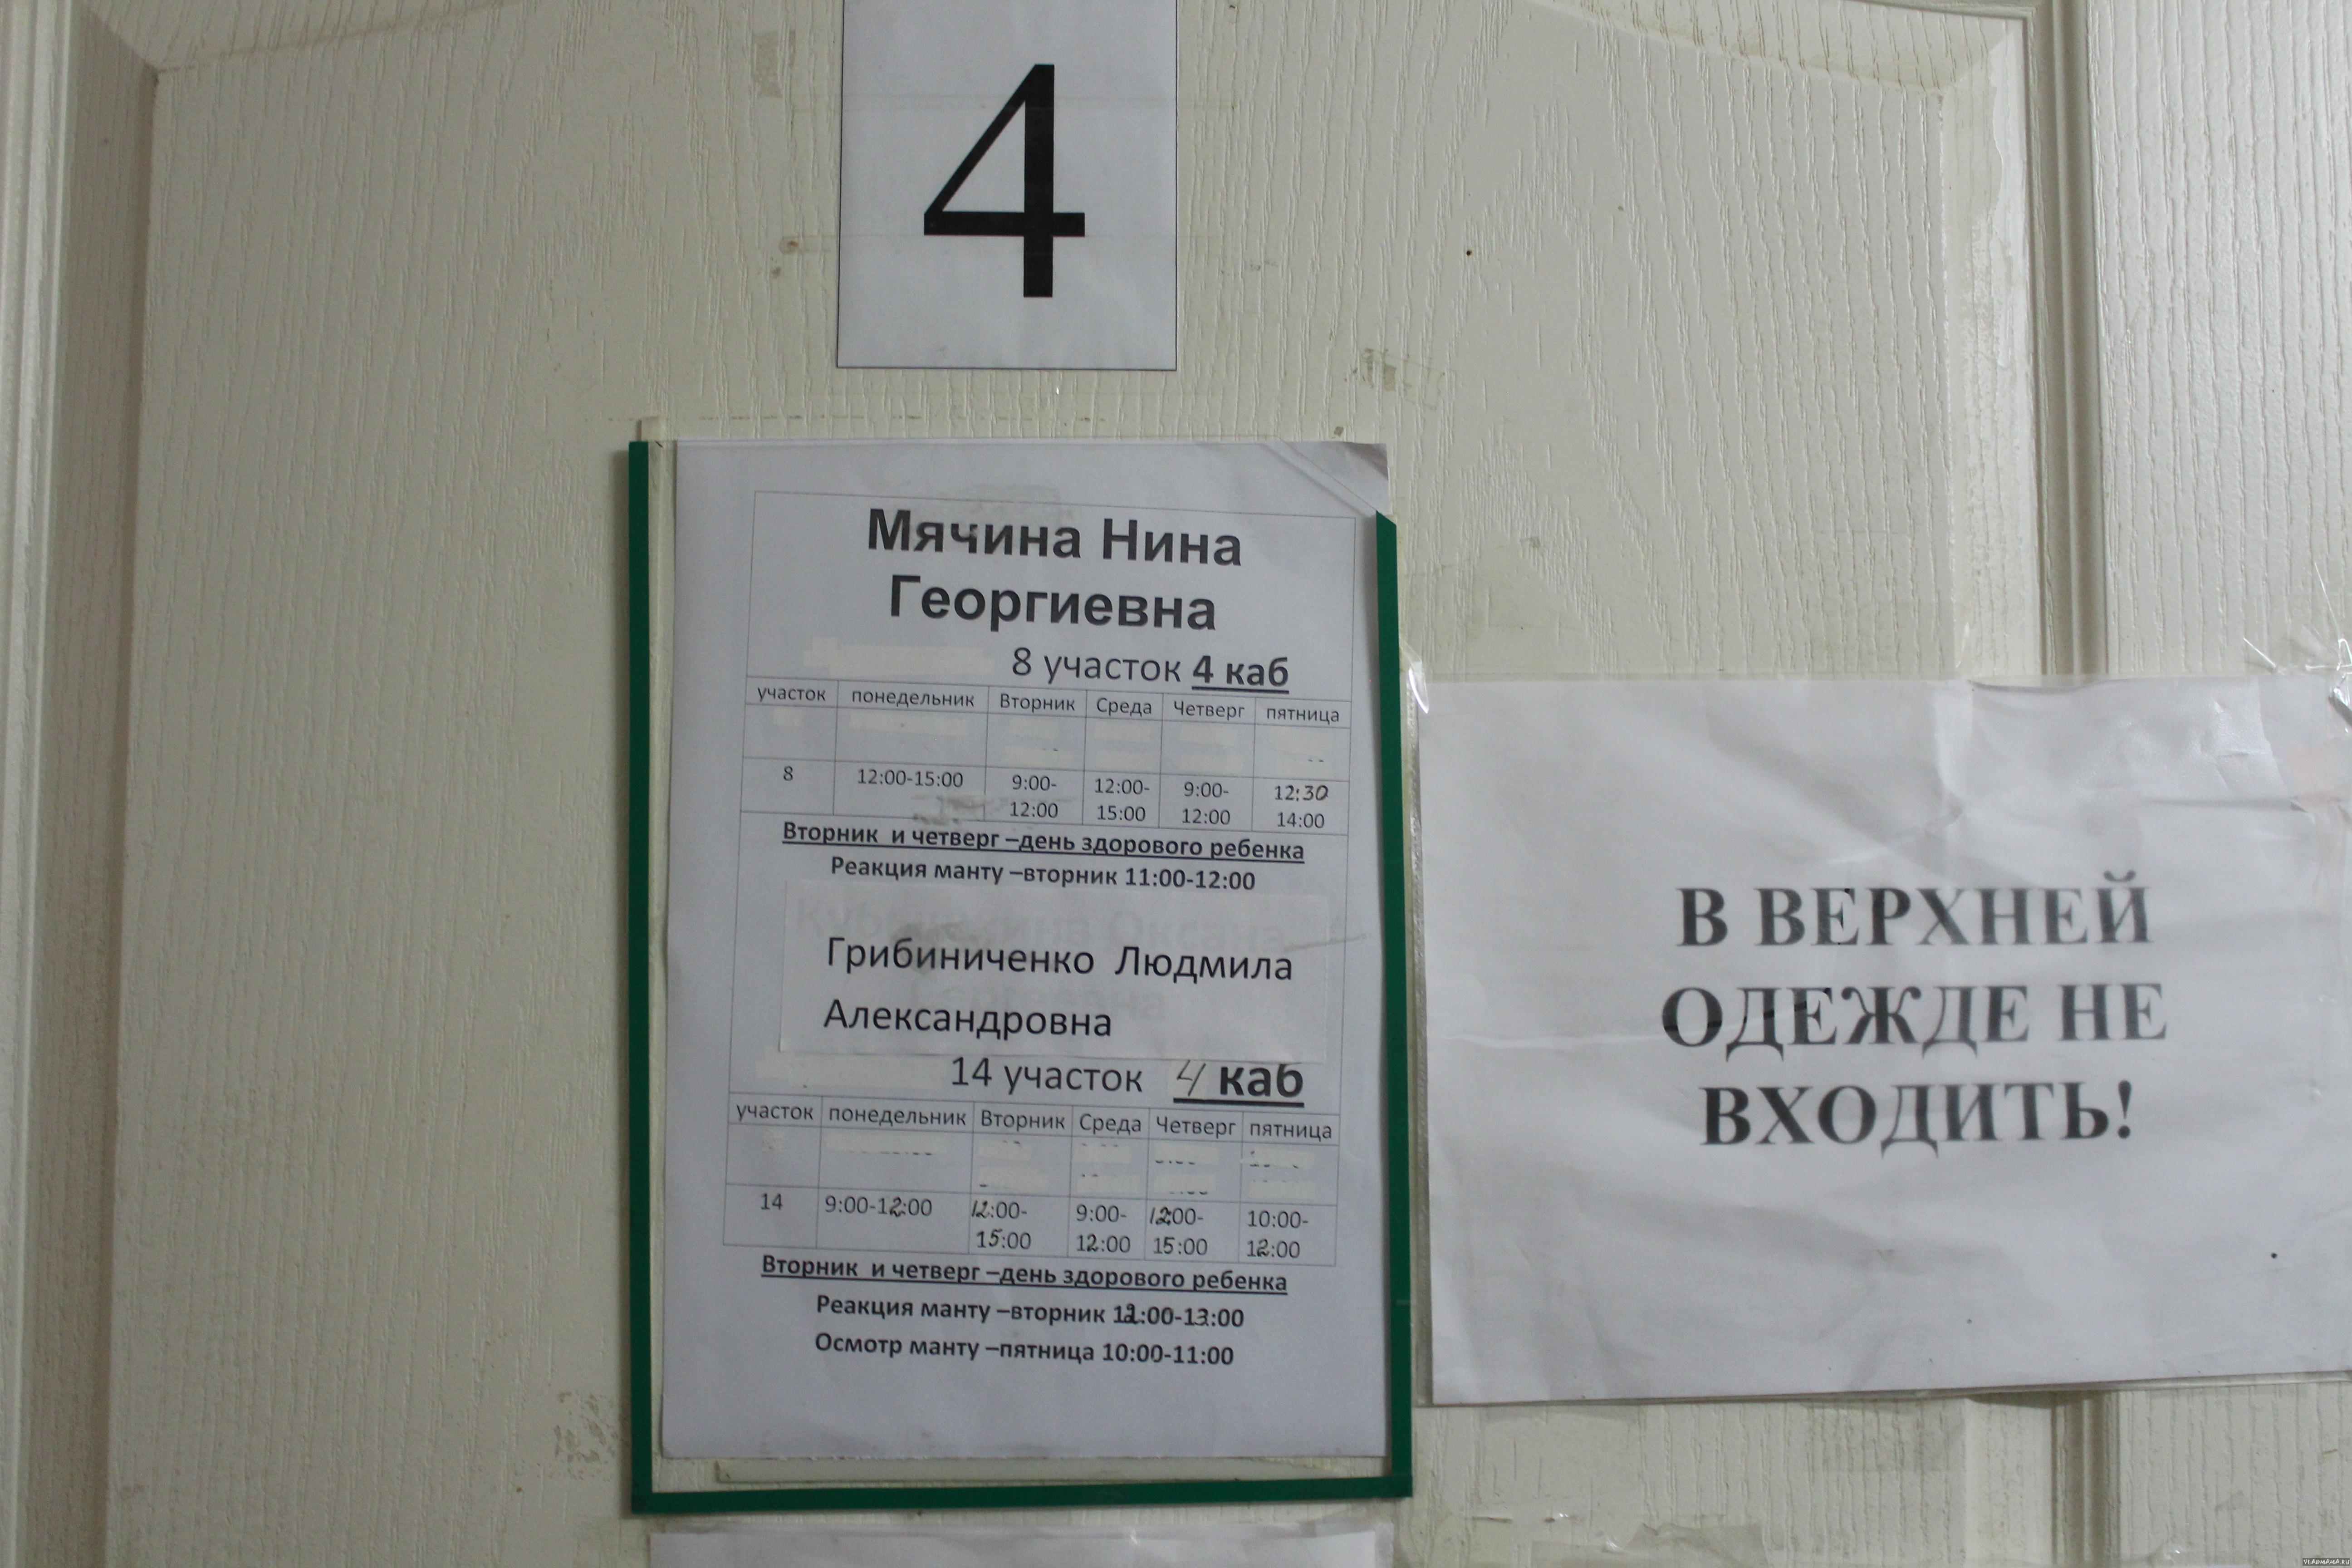 4
Мячина Нина
Георгиевна
8 участок 4 каб
участок понедельник Вторник Среда Четверг пятница
8 12:00-15:00 9:00- 12:00- 9:00- 12:30
12:00 15:00 12:00 14:00
Вторник и четверг –день здорового ребенка
Реакция манту –вторник 11:00-12:00
Грибиниченко Людмила
Александровна
14 участок 4 каб
участок понедельник Вторник Среда Четверг пятница
14 9:00-12:00 12:00- 9:00- 12:00- 10:00-
15:00 12:00 15:00 12:00
Вторник и четверг –день здорового ребенка
Реакция манту –вторник 12:00-13:00
Осмотр манту –пятница 10:00-11:00
В ВЕРХНЕЙ
ОДЕЖДЕ НЕ
ВХОДИТЬ!
VLADMAMA.RU